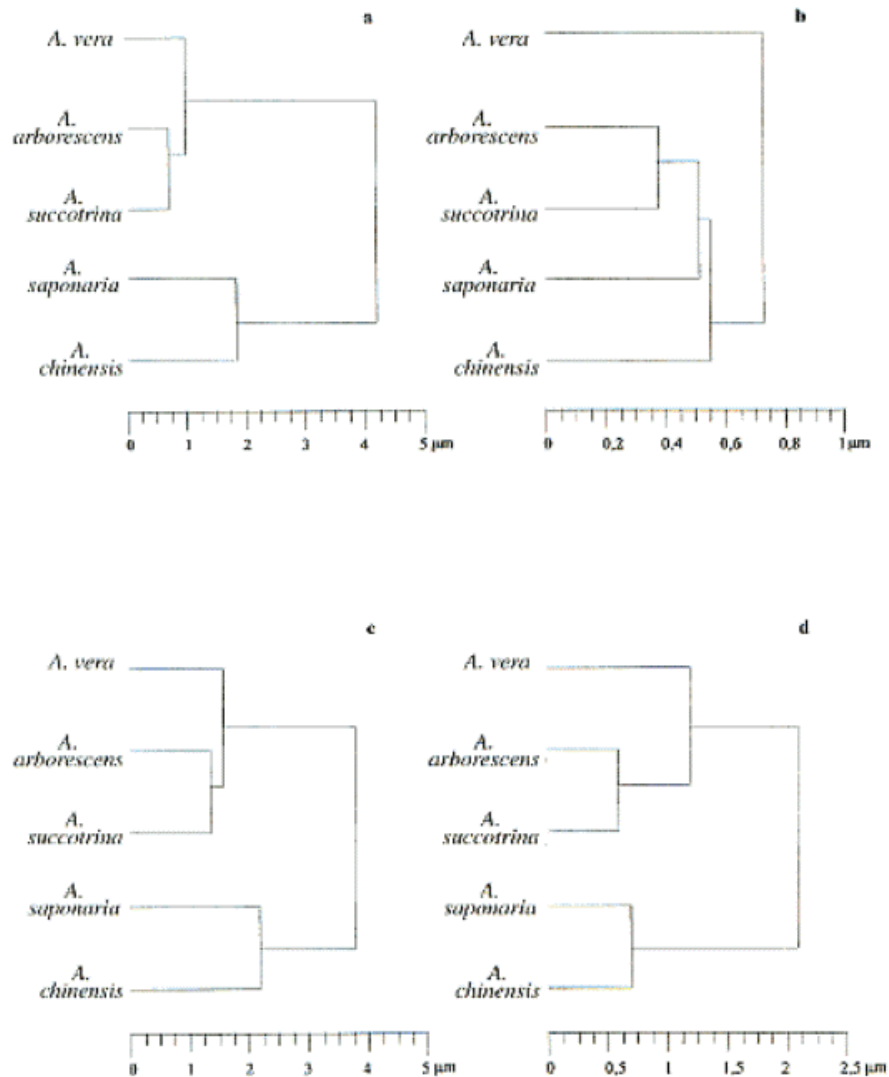 a
A. vera
A.
arborescens
A.
succotrina
A.
saponaria
A.
chinensis
0 1 2 3 4 5 µm
b
A. vera
A.
arborescens
A.
succotrina
A.
saponaria
A.
chinensis
0 0,2 0,4 0,6 0,8 1 µm
c
A. vera
A.
arborescens
A.
succotrina
A.
saponaria
A.
chinensis
0 1 2 3 4 5 µm
d
A. vera
A.
arborescens
A.
succotrina
A.
saponaria
A.
chinensis
0 0,5 1 1,5 2 2,5 µm